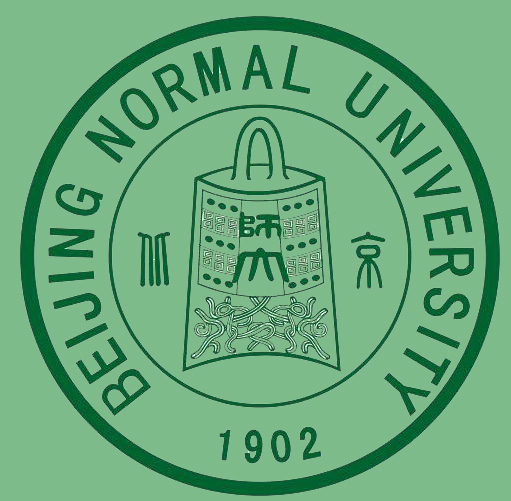 BEIJING NORMAL UNIVERSITY
北 師大 京
1902